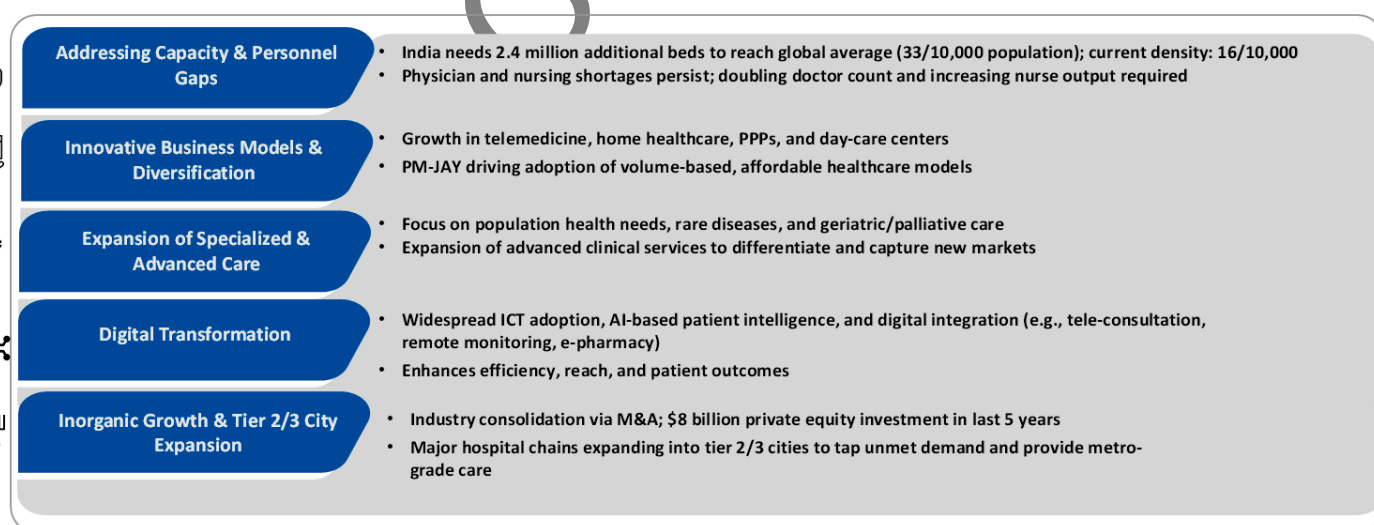 Addressing Capacity & Personnel
Gaps
• India needs 2.4 million additional beds to reach global average (33/10,000 population); current density: 16/10,000
• Physician and nursing shortages persist; doubling doctor count and increasing nurse output required
Innovative Business Models &
Diversification
• Growth in telemedicine, home healthcare, PPPs, and day-care centers
• PM-JAY driving adoption of volume-based, affordable healthcare models
Expansion of Specialized &
Advanced Care
• Focus on population health needs, rare diseases, and geriatric/palliative care
• Expansion of advanced clinical services to differentiate and capture new markets
Digital Transformation
• Widespread ICT adoption, AI-based patient intelligence, and digital integration (e.g., tele-consultation,
remote monitoring, e-pharmacy)
• Enhances efficiency, reach, and patient outcomes
Inorganic Growth & Tier 2/3 City
Expansion
• Industry consolidation via M&A; $8 billion private equity investment in last 5 years
• Major hospital chains expanding into tier 2/3 cities to tap unmet demand and provide metro-
grade care